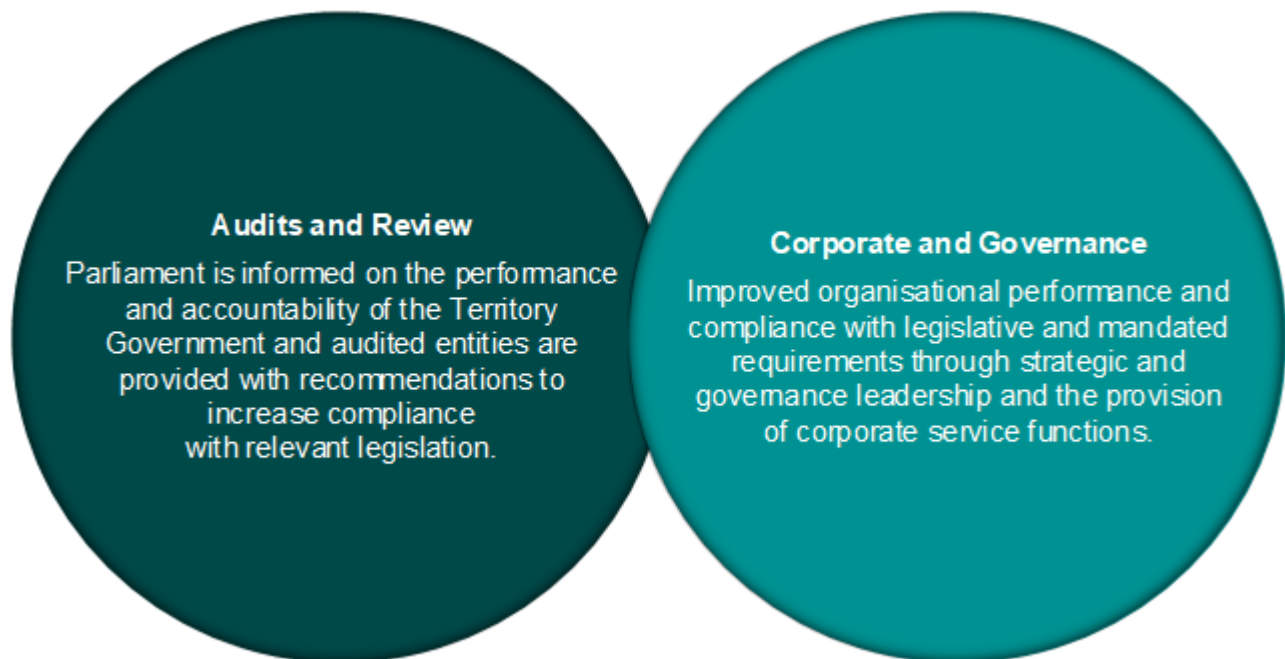 Audits and Review
Parliament is informed on the performance
and accountability of the Territory
Government and audited entities are
provided with recommendations to
increase compliance
with relevant legislation.
Corporate and Governance
Improved organisational performance and
compliance with legislative and mandated
requirements through strategic and
governance leadership and the provision
of corporate service functions.